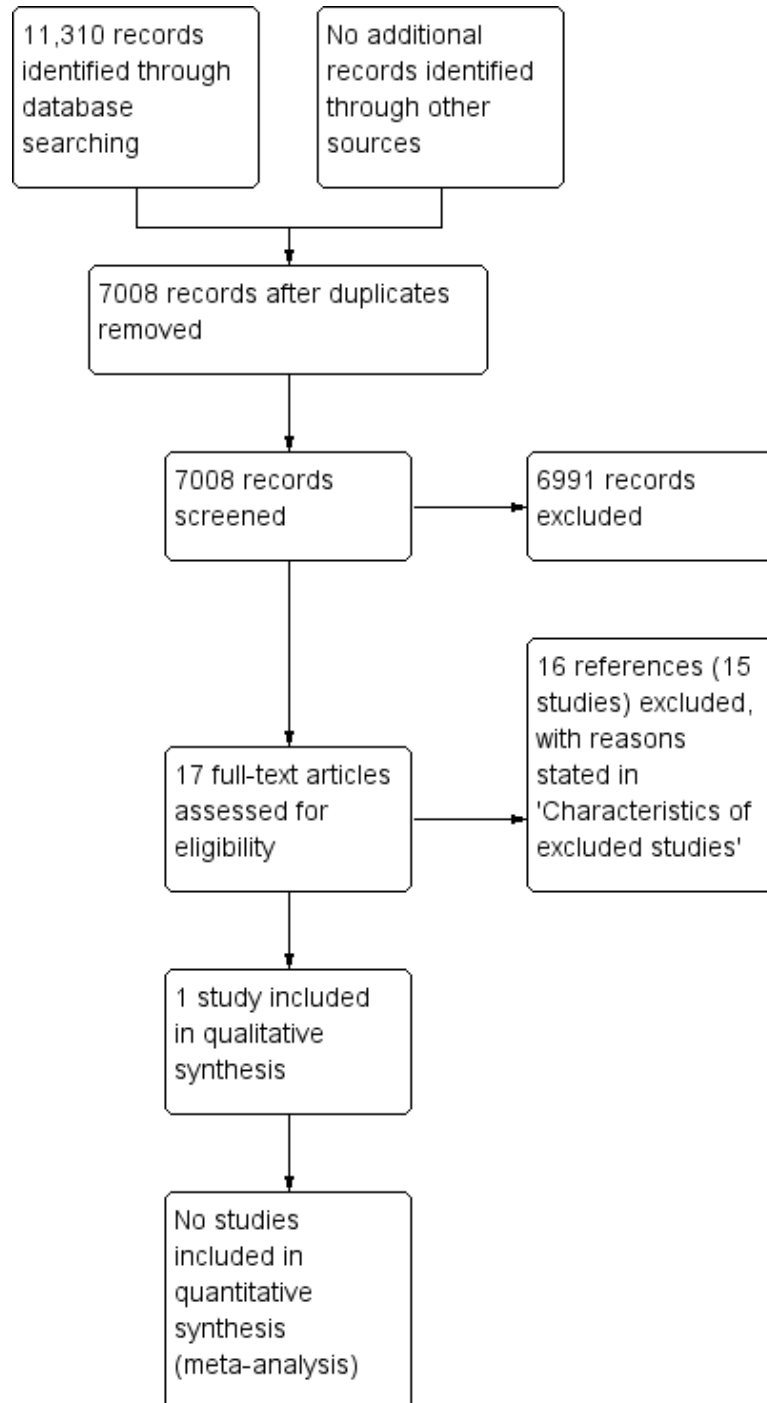 11,310 records
identified through
database
searching
No additional
records identified
through other
sources
7008 records after duplicates
removed
7008 records
screened
6991 records
excluded
16 references (15
studies) excluded,
with reasons
stated in
'Characteristics of
excluded studies'
17 full-text articles
assessed for
eligibility
1 study included
in qualitative
synthesis
No studies
included in
quantitative
synthesis
(meta-analysis)